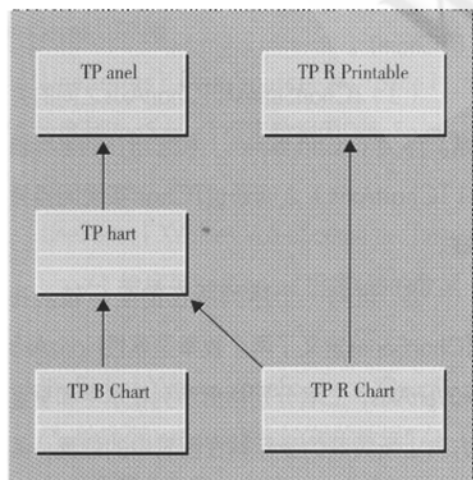 TP anel
TP R Printable
TP hart
TP B Chart
TP R Chart